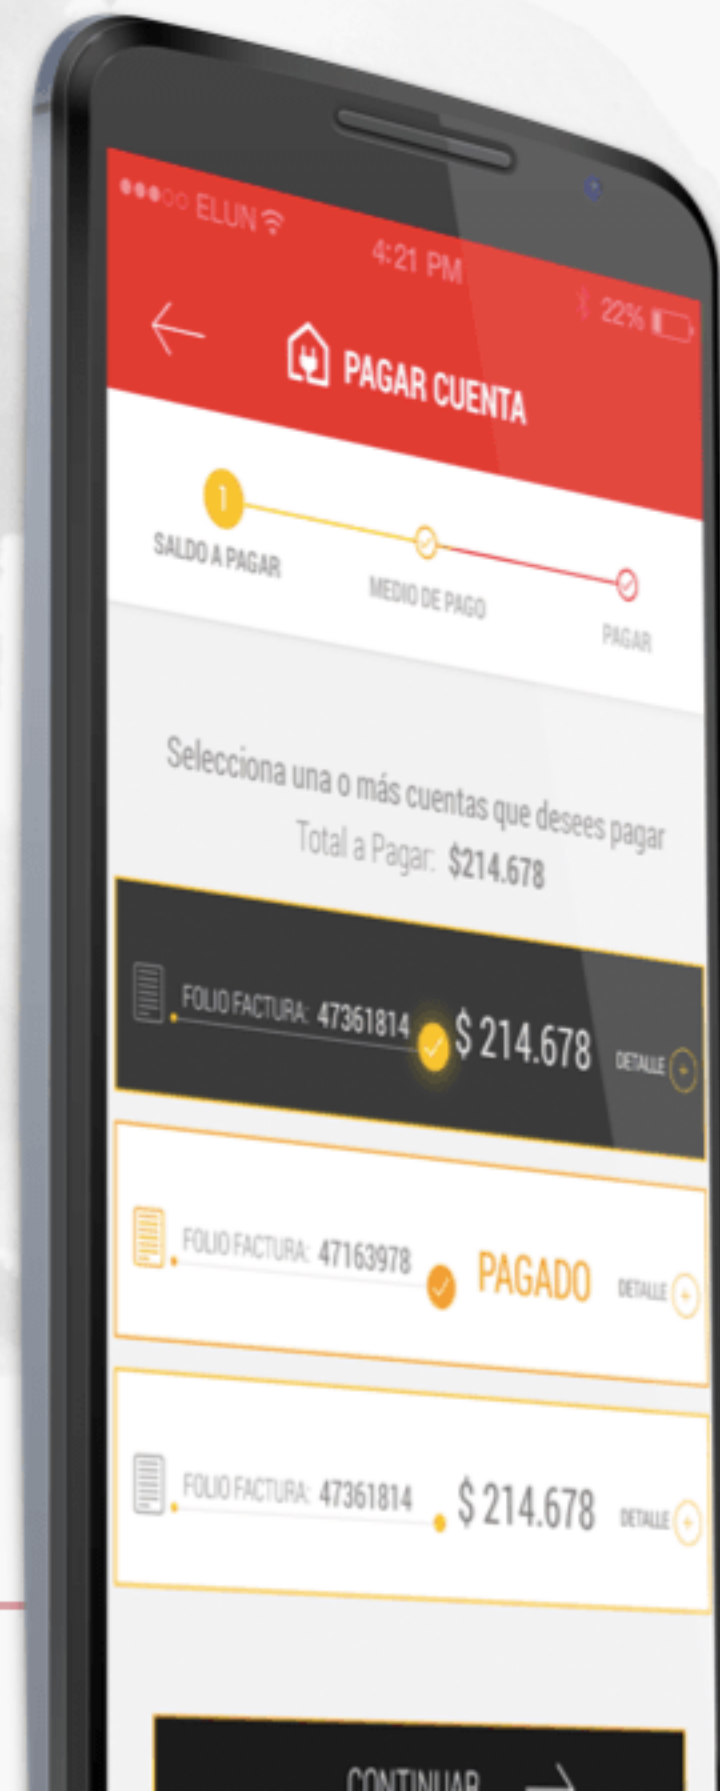 ELUN
4:21 PM
22%
PAGAR CUENTA
1
SALDO A PAGAR
MEDIO DE PAGO
PAGAR
Selecciona una o más cuentas que desees pagar
Total a Pagar: $214.678
FOLIO FACTURA: 47361814 $ 214.678 DETALLE +
FOLIO FACTURA: 47163978 PAGADO DETALLE +
FOLIO FACTURA: 47361814 $ 214.678 DETALLE +
CONTINUAR